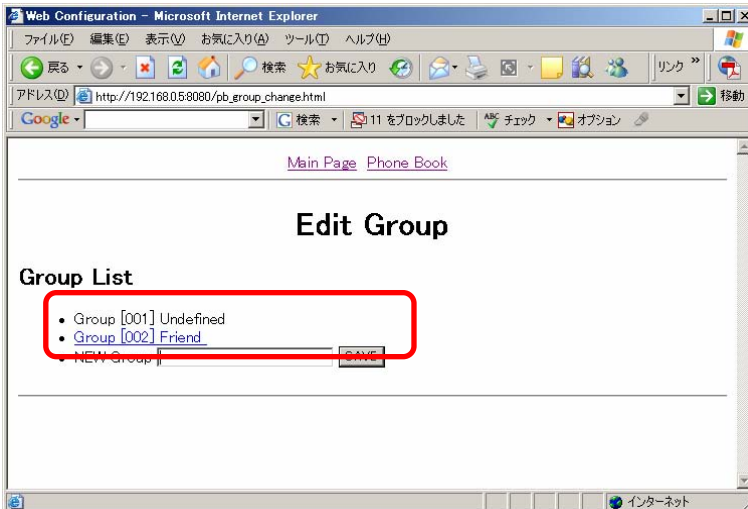 Web Configuration - Microsoft Internet Explorer
ファイル(F) 編集(E) 表示(V) お気に入り(A) ツール(T) ヘルプ(H)
戻る 検索 お気に入り リンク »
アドレス(D) http://192.168.0.5:8080/pb_group_change.html 移動
Google 検索 11 をブロックしました チェック オプション
Main Page Phone Book
Edit Group
Group List
• Group [001] Undefined
• Group [002] Friend
• NEW Group SAVE
インターネット